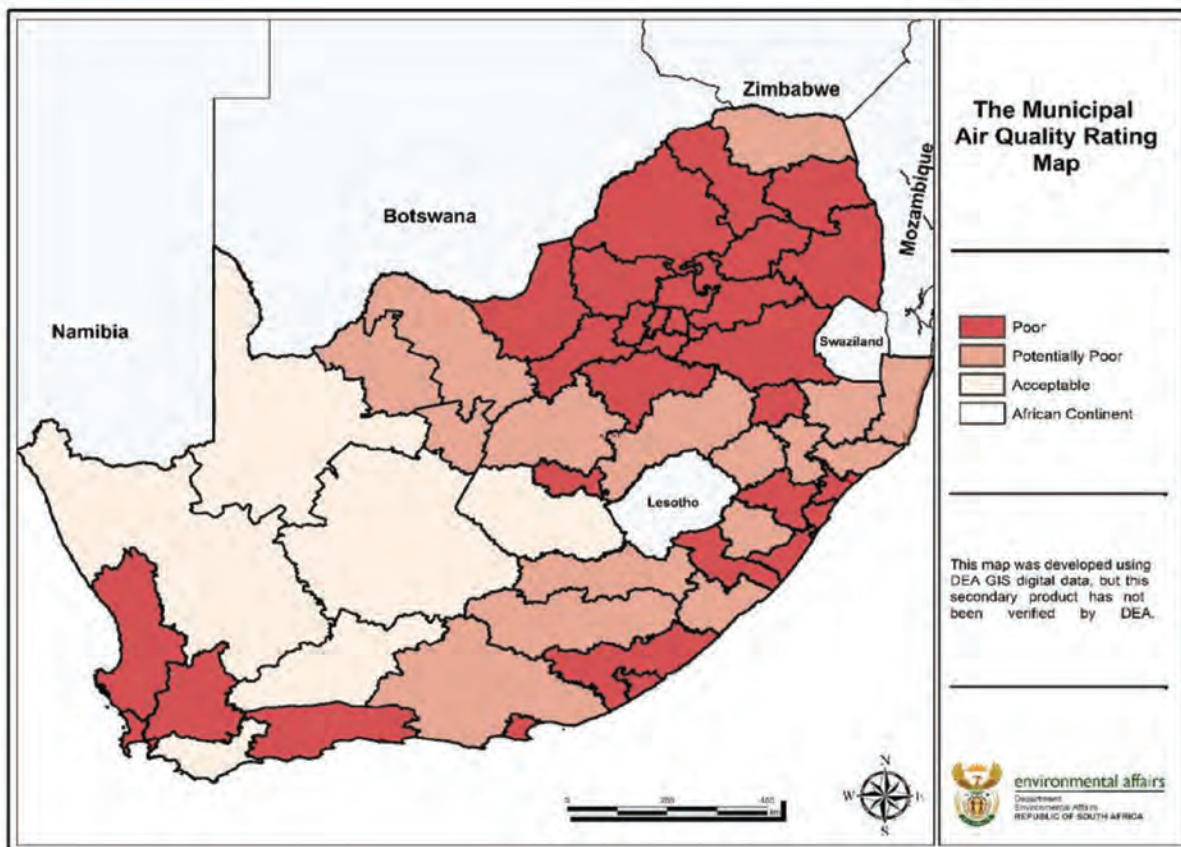 Zimbabwe
Mozambique
Botswana
Namibia
Swaziland
Lesotho
N
W
E
S
0
The Municipal
Air Quality Rating
Map
Poor
Potentially Poor
Acceptable
African Continent
This map was developed using
DEA GIS digital data, but this
secondary product has not
been verified by DEA.
environmental affairs
Department
Environmental Affairs
REPUBLIC OF SOUTH AFRICA